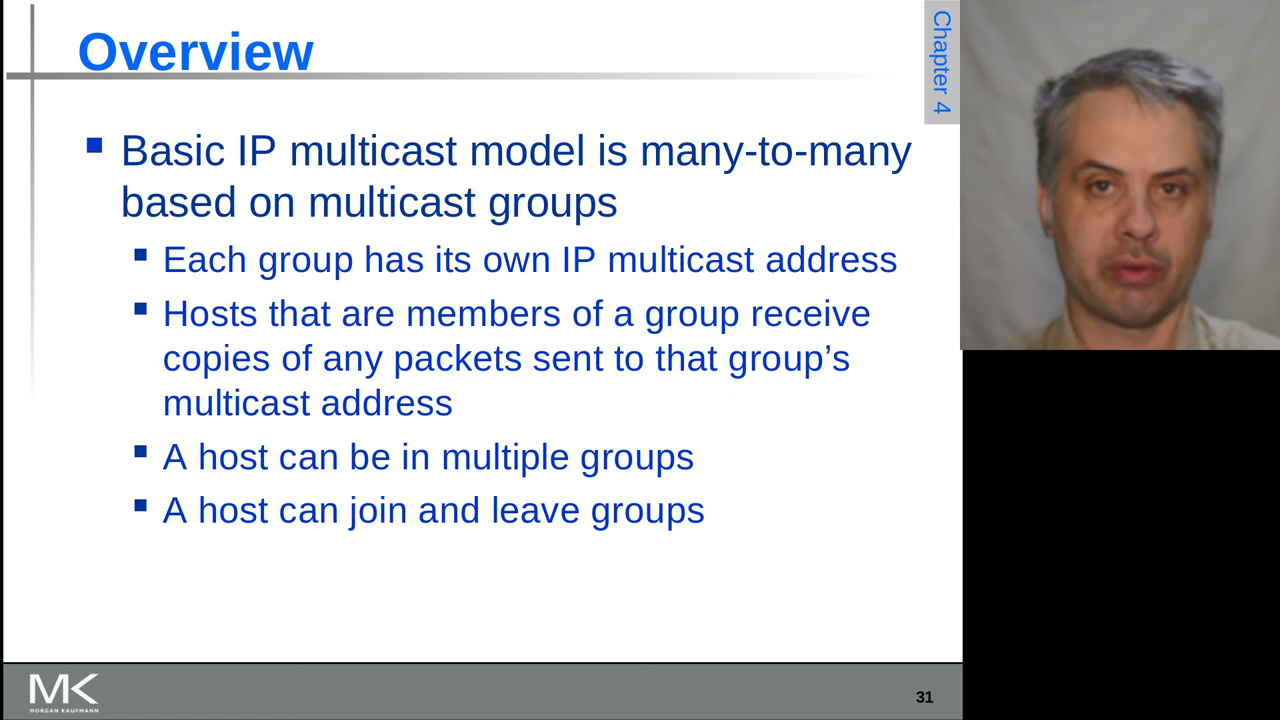 Overview
Chapter 4
Basic IP multicast model is many-to-many
based on multicast groups
Each group has its own IP multicast address
Hosts that are members of a group receive
copies of any packets sent to that group’s
multicast address
A host can be in multiple groups
A host can join and leave groups
MK
MORGAN KAUFMANN
31